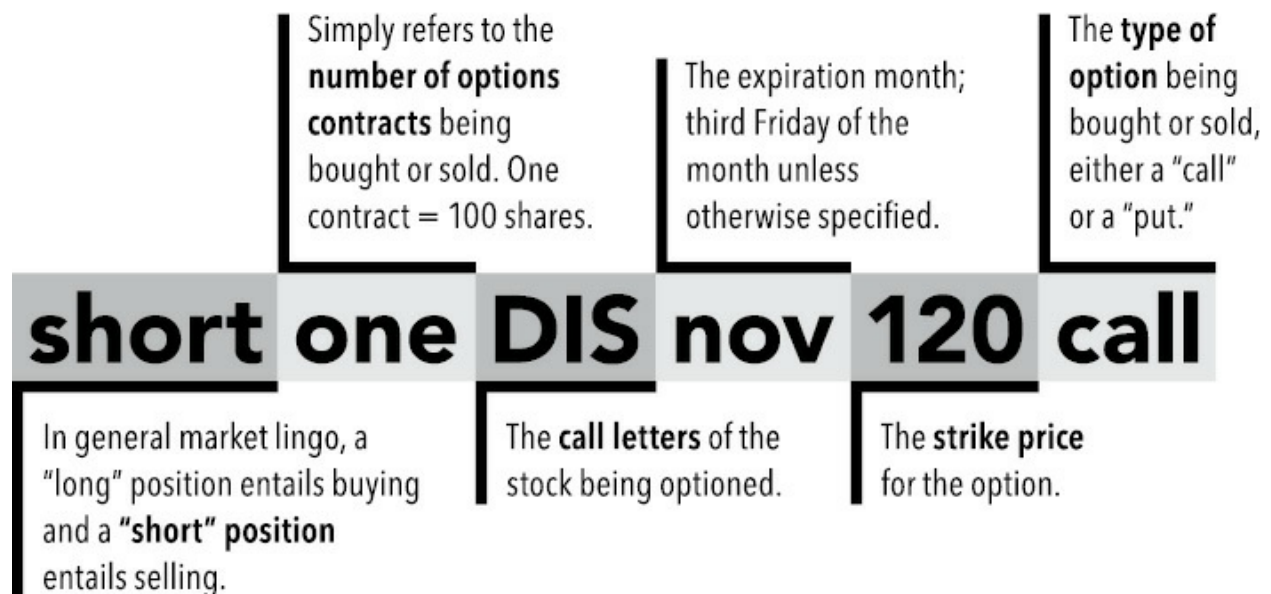 Simply refers to the
number of options
contracts being
bought or sold. One
contract = 100 shares.
The expiration month;
third Friday of the
month unless
otherwise specified.
The type of
option being
bought or sold,
either a “call”
or a “put.”
short one DIS nov 120 call
In general market lingo, a
“long” position entails buying
and a “short” position
entails selling.
The call letters of the
stock being optioned.
The strike price
for the option.